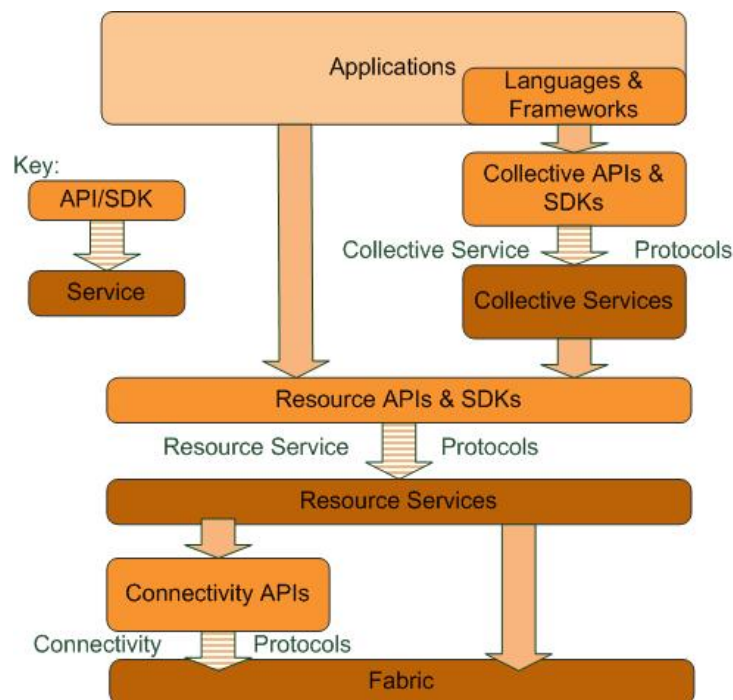 Applications
Languages &
Frameworks
Key:
API/SDK
Collective APIs &
SDKs
Collective Service Protocols
Service
Collective Services
Resource APIs & SDKs
Resource Service Protocols
Resource Services
Connectivity APIs
Connectivity Protocols
Fabric